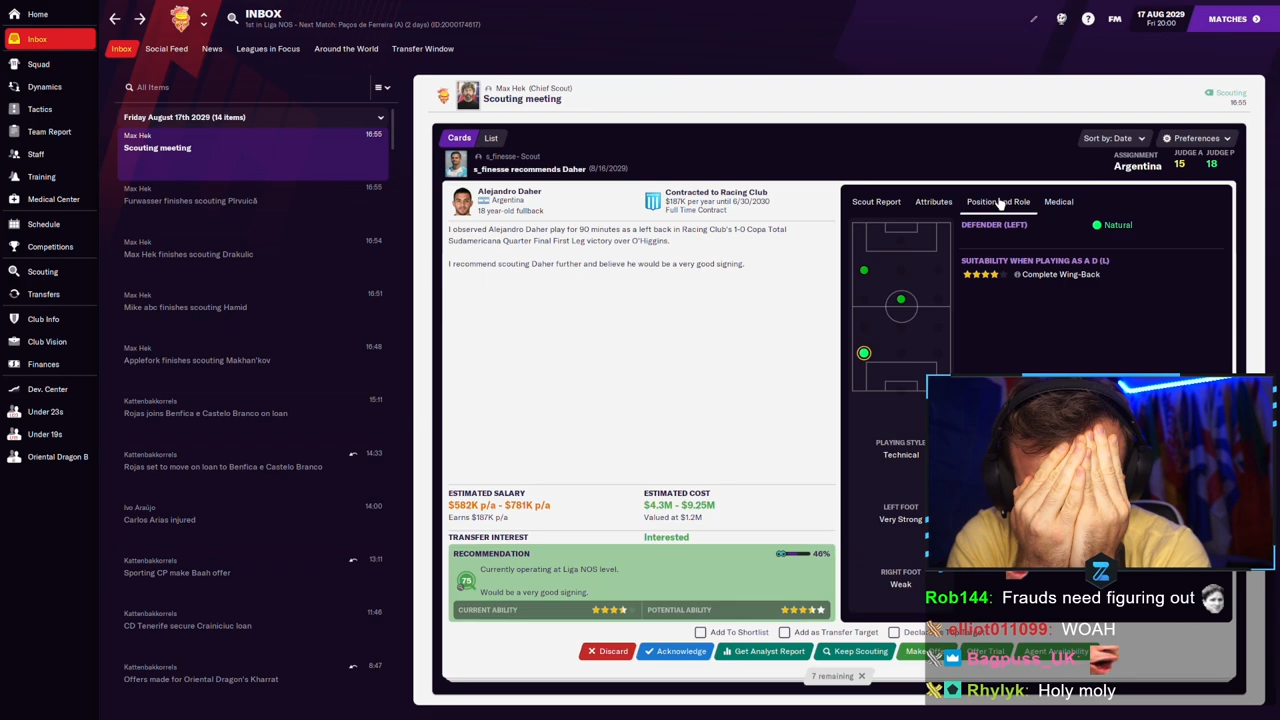 Home
Inbox
Squad
Dynamics
Tactics
Team Report
Staff
Training
Medical Center
Schedule
Competitions
Scouting
Transfers
Club Info
Club Vision
Finances
Dev. Center
Under 23s
Under 19s
Oriental Dragon B
INBOX
1st in Liga NOS - Next Match: Paços de Ferreira (A) (2 days) (ID:2000174617)
FM
17 AUG 2029
Fri 20:00
MATCHES
Inbox
Social Feed
News
Leagues in Focus
Around the World
Transfer Window
All Items
Friday August 17th 2029 (14 items)
Max Hek 16:55
Scouting meeting
Max Hek 16:55
Furwasser finishes scouting Pirvuică
Max Hek 16:54
Max Hek finishes scouting Drakulic
Max Hek 16:51
Mike abc finishes scouting Hamid
Max Hek 16:48
Applefork finishes scouting Makhan'kov
Kattenbakkorrels 15:11
Rojas joins Benfica e Castelo Branco on loan
Kattenbakkorrels 14:33
Rojas set to move on loan to Benfica e Castelo Branco
Ivo Araújo 14:00
Carlos Arias injured
Kattenbakkorrels 13:11
Sporting CP make Baah offer
Kattenbakkorrels 11:46
CD Tenerife secure Crainiciuc loan
Kattenbakkorrels 8:47
Offers made for Oriental Dragon's Kharrat
Max Hek (Chief Scout)
Scouting meeting
Scouting
16:55
Cards
List
Sort by: Date
Preferences
s_finesse - Scout
s_finesse recommends Daher (8/16/2029)
ASSIGNMENT
Argentina
JUDGE A
15
JUDGE P
18
Alejandro Daher
Argentina
18 year-old fullback
Contracted to Racing Club
$187K per year until 6/30/2030
Full Time Contract
I observed Alejandro Daher play for 90 minutes as a left back in Racing Club's 1-0 Copa Total
Sudamericana Quarter Final First Leg victory over O'Higgins.
I recommend scouting Daher further and believe he would be a very good signing.
ESTIMATED SALARY
$582K p/a - $781K p/a
Earns $187K p/a
ESTIMATED COST
$4.3M - $9.25M
Valued at $1.2M
TRANSFER INTEREST
Interested
RECOMMENDATION
46%
75
Currently operating at Liga NOS level.
Would be a very good signing.
CURRENT ABILITY
POTENTIAL ABILITY
Scout Report
Attributes
Position and Role
Medical
DEFENDER (LEFT)
Natural
SUITABILITY WHEN PLAYING AS A D (L)
Complete Wing-Back
PLAYING STYLE
Technical
LEFT FOOT
Very Strong
RIGHT FOOT
Weak
Add To Shortlist
Add as Transfer Target
Discard
Acknowledge
Get Analyst Report
Keep Scouting
Offer Trial
Agent Availability
7 remaining
Rob144: Frauds need figuring out
elliot011099: WOAH
Bagpuss_UK:
Rhylyk: Holy moly